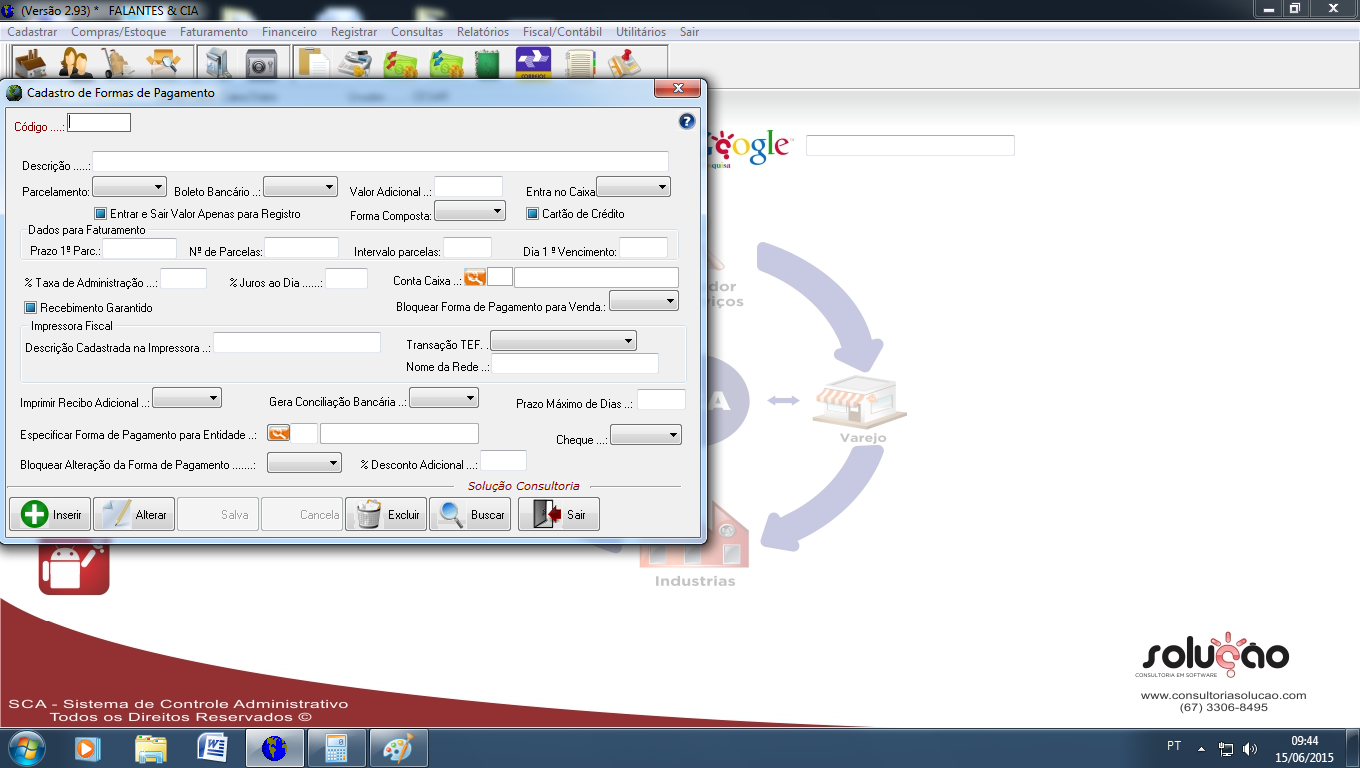 (Versão 2.93) * FALANTES & CIA
Cadastrar Compras/Estoque Faturamento Financeiro Registrar Consultas Relatórios Fiscal/Contábil Utilitários Sair
CORREIOS
Cadastro de Formas de Pagamento
Código ....:
Google
Descrição .....:
Parcelamento: Boleto Bancário ..: Valor Adicional ..: Entra no Caixa
Entrar e Sair Valor Apenas para Registro Forma Composta: Cartão de Crédito
Dados para Faturamento
Prazo 1º Parc.: Nº de Parcelas: Intervalo parcelas: Dia 1 º Vencimento:
% Taxa de Administração ...: % Juros ao Dia ......: Conta Caixa ..:
Recebimento Garantido Bloquear Forma de Pagamento para Venda.:
Impressora Fiscal
Descrição Cadastrada na Impressora ..: Transação TEF. .
Nome da Rede ..:
Imprimir Recibo Adicional ..: Gera Conciliação Bancária ..: Prazo Máximo de Dias ..:
Especificar Forma de Pagamento para Entidade ..: Cheque ...:
Bloquear Alteração da Forma de Pagamento .......: % Desconto Adicional ...:
Solução Consultoria
Inserir Alterar Salva Cancela Excluir Buscar Sair
A
Varejo
Industrias
solução
CONSULTORIA EM SOFTWARE
www.consultoriasolucao.com
(67) 3306-8495
SCA - Sistema de Controle Administrativo
Todos os Direitos Reservados ©
PT 09:44
15/06/2015